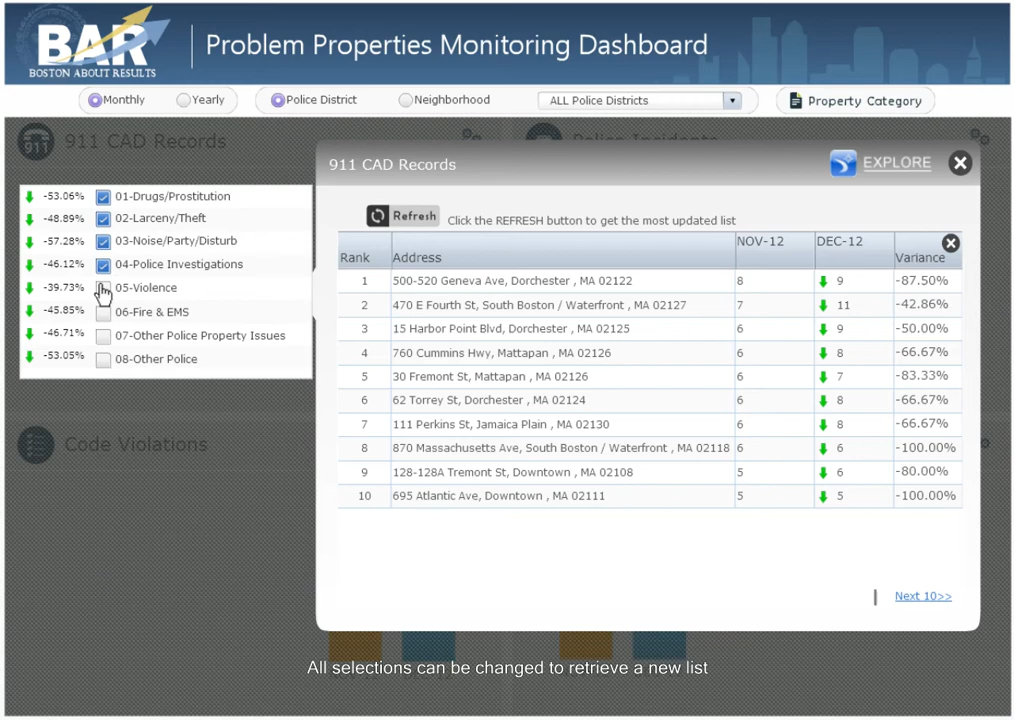 BAR
BOSTON ABOUT RESULTS
Problem Properties Monitoring Dashboard
Monthly Yearly Police District Neighborhood ALL Police Districts Property Category
911 911 CAD Records Police Incidents
911 CAD Records EXPLORE
-53.06% 01-Drugs/Prostitution
-48.89% 02-Larceny/Theft
-57.28% 03-Noise/Party/Disturb
-46.12% 04-Police Investigations
-39.73% 05-Violence
-45.85% 06-Fire & EMS
-46.71% 07-Other Police Property Issues
-53.05% 08-Other Police
Refresh Click the REFRESH button to get the most updated list
Rank Address NOV-12 DEC-12 Variance
1 500-520 Geneva Ave, Dorchester , MA 02122 8 9 -87.50%
2 470 E Fourth St, South Boston / Waterfront , MA 02127 7 11 -42.86%
3 15 Harbor Point Blvd, Dorchester , MA 02125 6 9 -50.00%
4 760 Cummins Hwy, Mattapan , MA 02126 6 8 -66.67%
5 30 Fremont St, Mattapan , MA 02126 6 7 -83.33%
6 62 Torrey St, Dorchester , MA 02124 6 8 -66.67%
7 111 Perkins St, Jamaica Plain , MA 02130 6 8 -66.67%
8 870 Massachusetts Ave, South Boston / Waterfront , MA 02118 6 6 -100.00%
9 128-128A Tremont St, Downtown , MA 02108 5 6 -80.00%
10 695 Atlantic Ave, Downtown , MA 02111 5 5 -100.00%
Code Violations
| Next 10>>
All selections can be changed to retrieve a new list